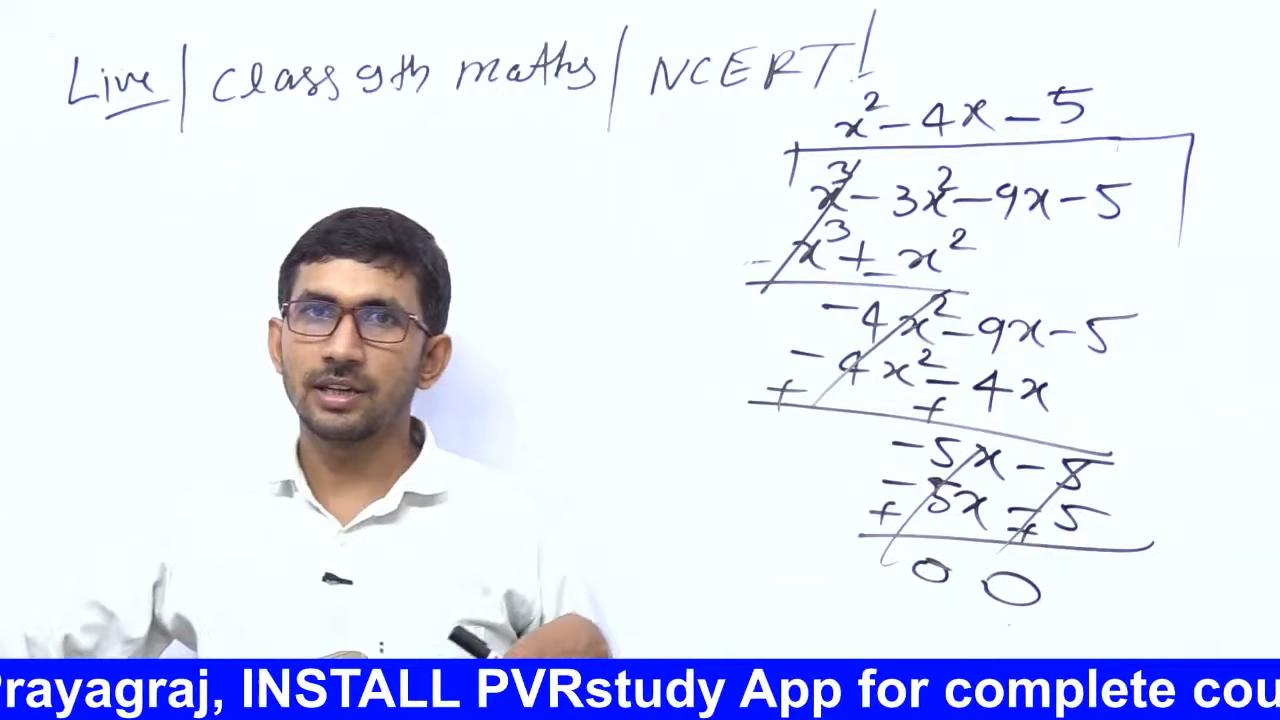 Live | Class 9th maths / NCERT /
x² - 4x - 5
x³ - 3x² - 9x - 5
- x³ + x²
-
- 4x² - 9x - 5
- 4x² - 4x
+ +
- 5x - 5
- 5x - 5
+ +
0 0
Prayagraj, INSTALL PVRstudy App for complete cou